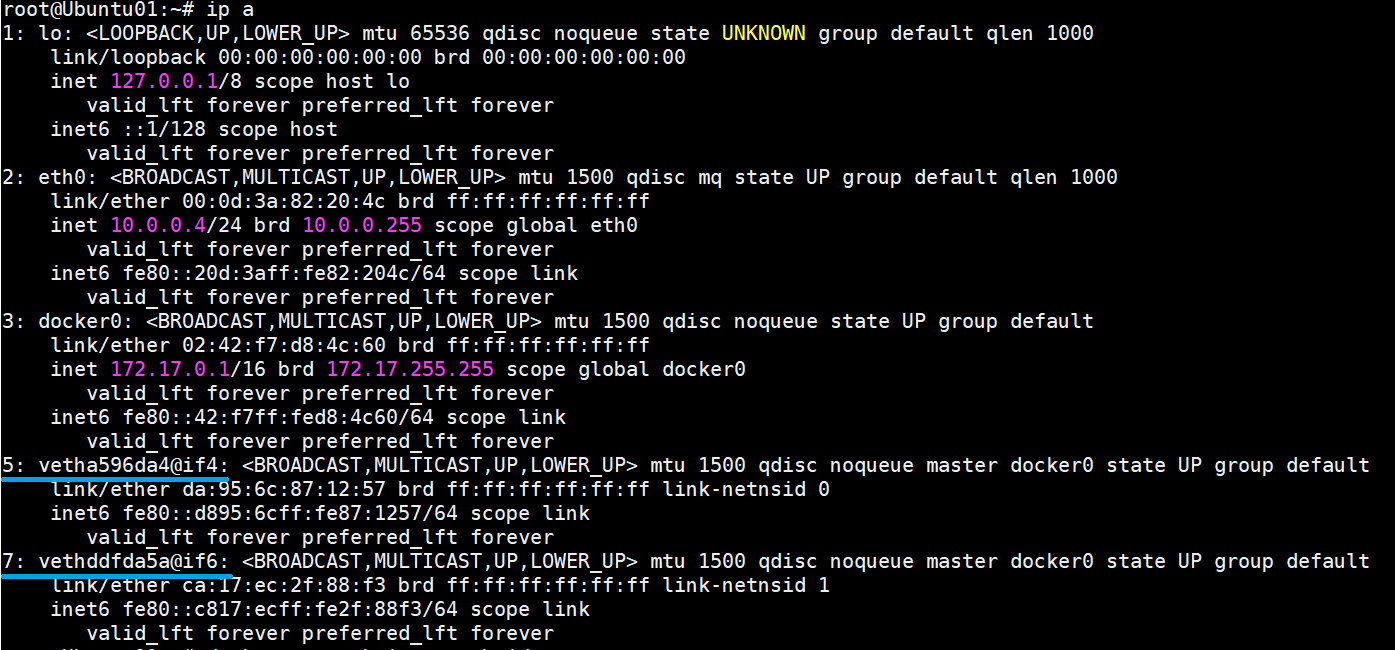 root@Ubuntu01:~# ip a
1: lo: <LOOPBACK,UP,LOWER_UP> mtu 65536 qdisc noqueue state UNKNOWN group default qlen 1000
    link/loopback 00:00:00:00:00:00 brd 00:00:00:00:00:00
    inet 127.0.0.1/8 scope host lo
       valid_lft forever preferred_lft forever
    inet6 ::1/128 scope host
       valid_lft forever preferred_lft forever
2: eth0: <BROADCAST,MULTICAST,UP,LOWER_UP> mtu 1500 qdisc mq state UP group default qlen 1000
    link/ether 00:0d:3a:82:20:4c brd ff:ff:ff:ff:ff:ff
    inet 10.0.0.4/24 brd 10.0.0.255 scope global eth0
       valid_lft forever preferred_lft forever
    inet6 fe80::20d:3aff:fe82:204c/64 scope link
       valid_lft forever preferred_lft forever
3: docker0: <BROADCAST,MULTICAST,UP,LOWER_UP> mtu 1500 qdisc noqueue state UP group default
    link/ether 02:42:f7:d8:4c:60 brd ff:ff:ff:ff:ff:ff
    inet 172.17.0.1/16 brd 172.17.255.255 scope global docker0
       valid_lft forever preferred_lft forever
    inet6 fe80::42:f7ff:fed8:4c60/64 scope link
       valid_lft forever preferred_lft forever
5: vetha596da4@if4: <BROADCAST,MULTICAST,UP,LOWER_UP> mtu 1500 qdisc noqueue master docker0 state UP group default
    link/ether da:95:6c:87:12:57 brd ff:ff:ff:ff:ff:ff link-netnsid 0
    inet6 fe80::d895:6cff:fe87:1257/64 scope link
       valid_lft forever preferred_lft forever
7: vethddfda5a@if6: <BROADCAST,MULTICAST,UP,LOWER_UP> mtu 1500 qdisc noqueue master docker0 state UP group default
    link/ether ca:17:ec:2f:88:f3 brd ff:ff:ff:ff:ff:ff link-netnsid 1
    inet6 fe80::c817:ecff:fe2f:88f3/64 scope link
       valid_lft forever preferred_lft forever